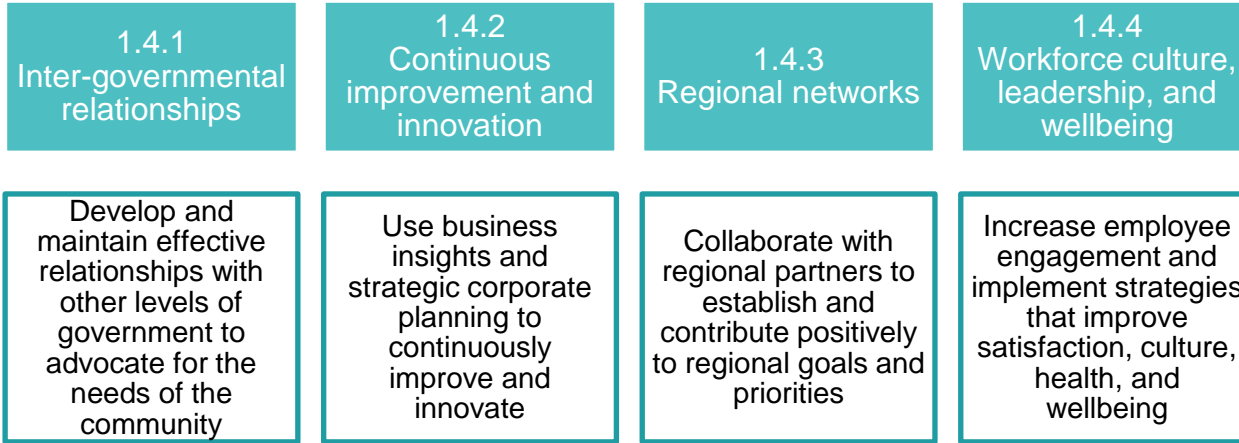 1.4.1
Inter-governmental
relationships
1.4.2
Continuous
improvement and
innovation
1.4.3
Regional networks
1.4.4
Workforce culture,
leadership, and
wellbeing
Develop and
maintain effective
relationships with
other levels of
government to
advocate for the
needs of the
community
Use business
insights and
strategic corporate
planning to
continuously
improve and
innovate
Collaborate with
regional partners to
establish and
contribute positively
to regional goals and
priorities
Increase employee
engagement and
implement strategies
that improve
satisfaction, culture,
health, and
wellbeing